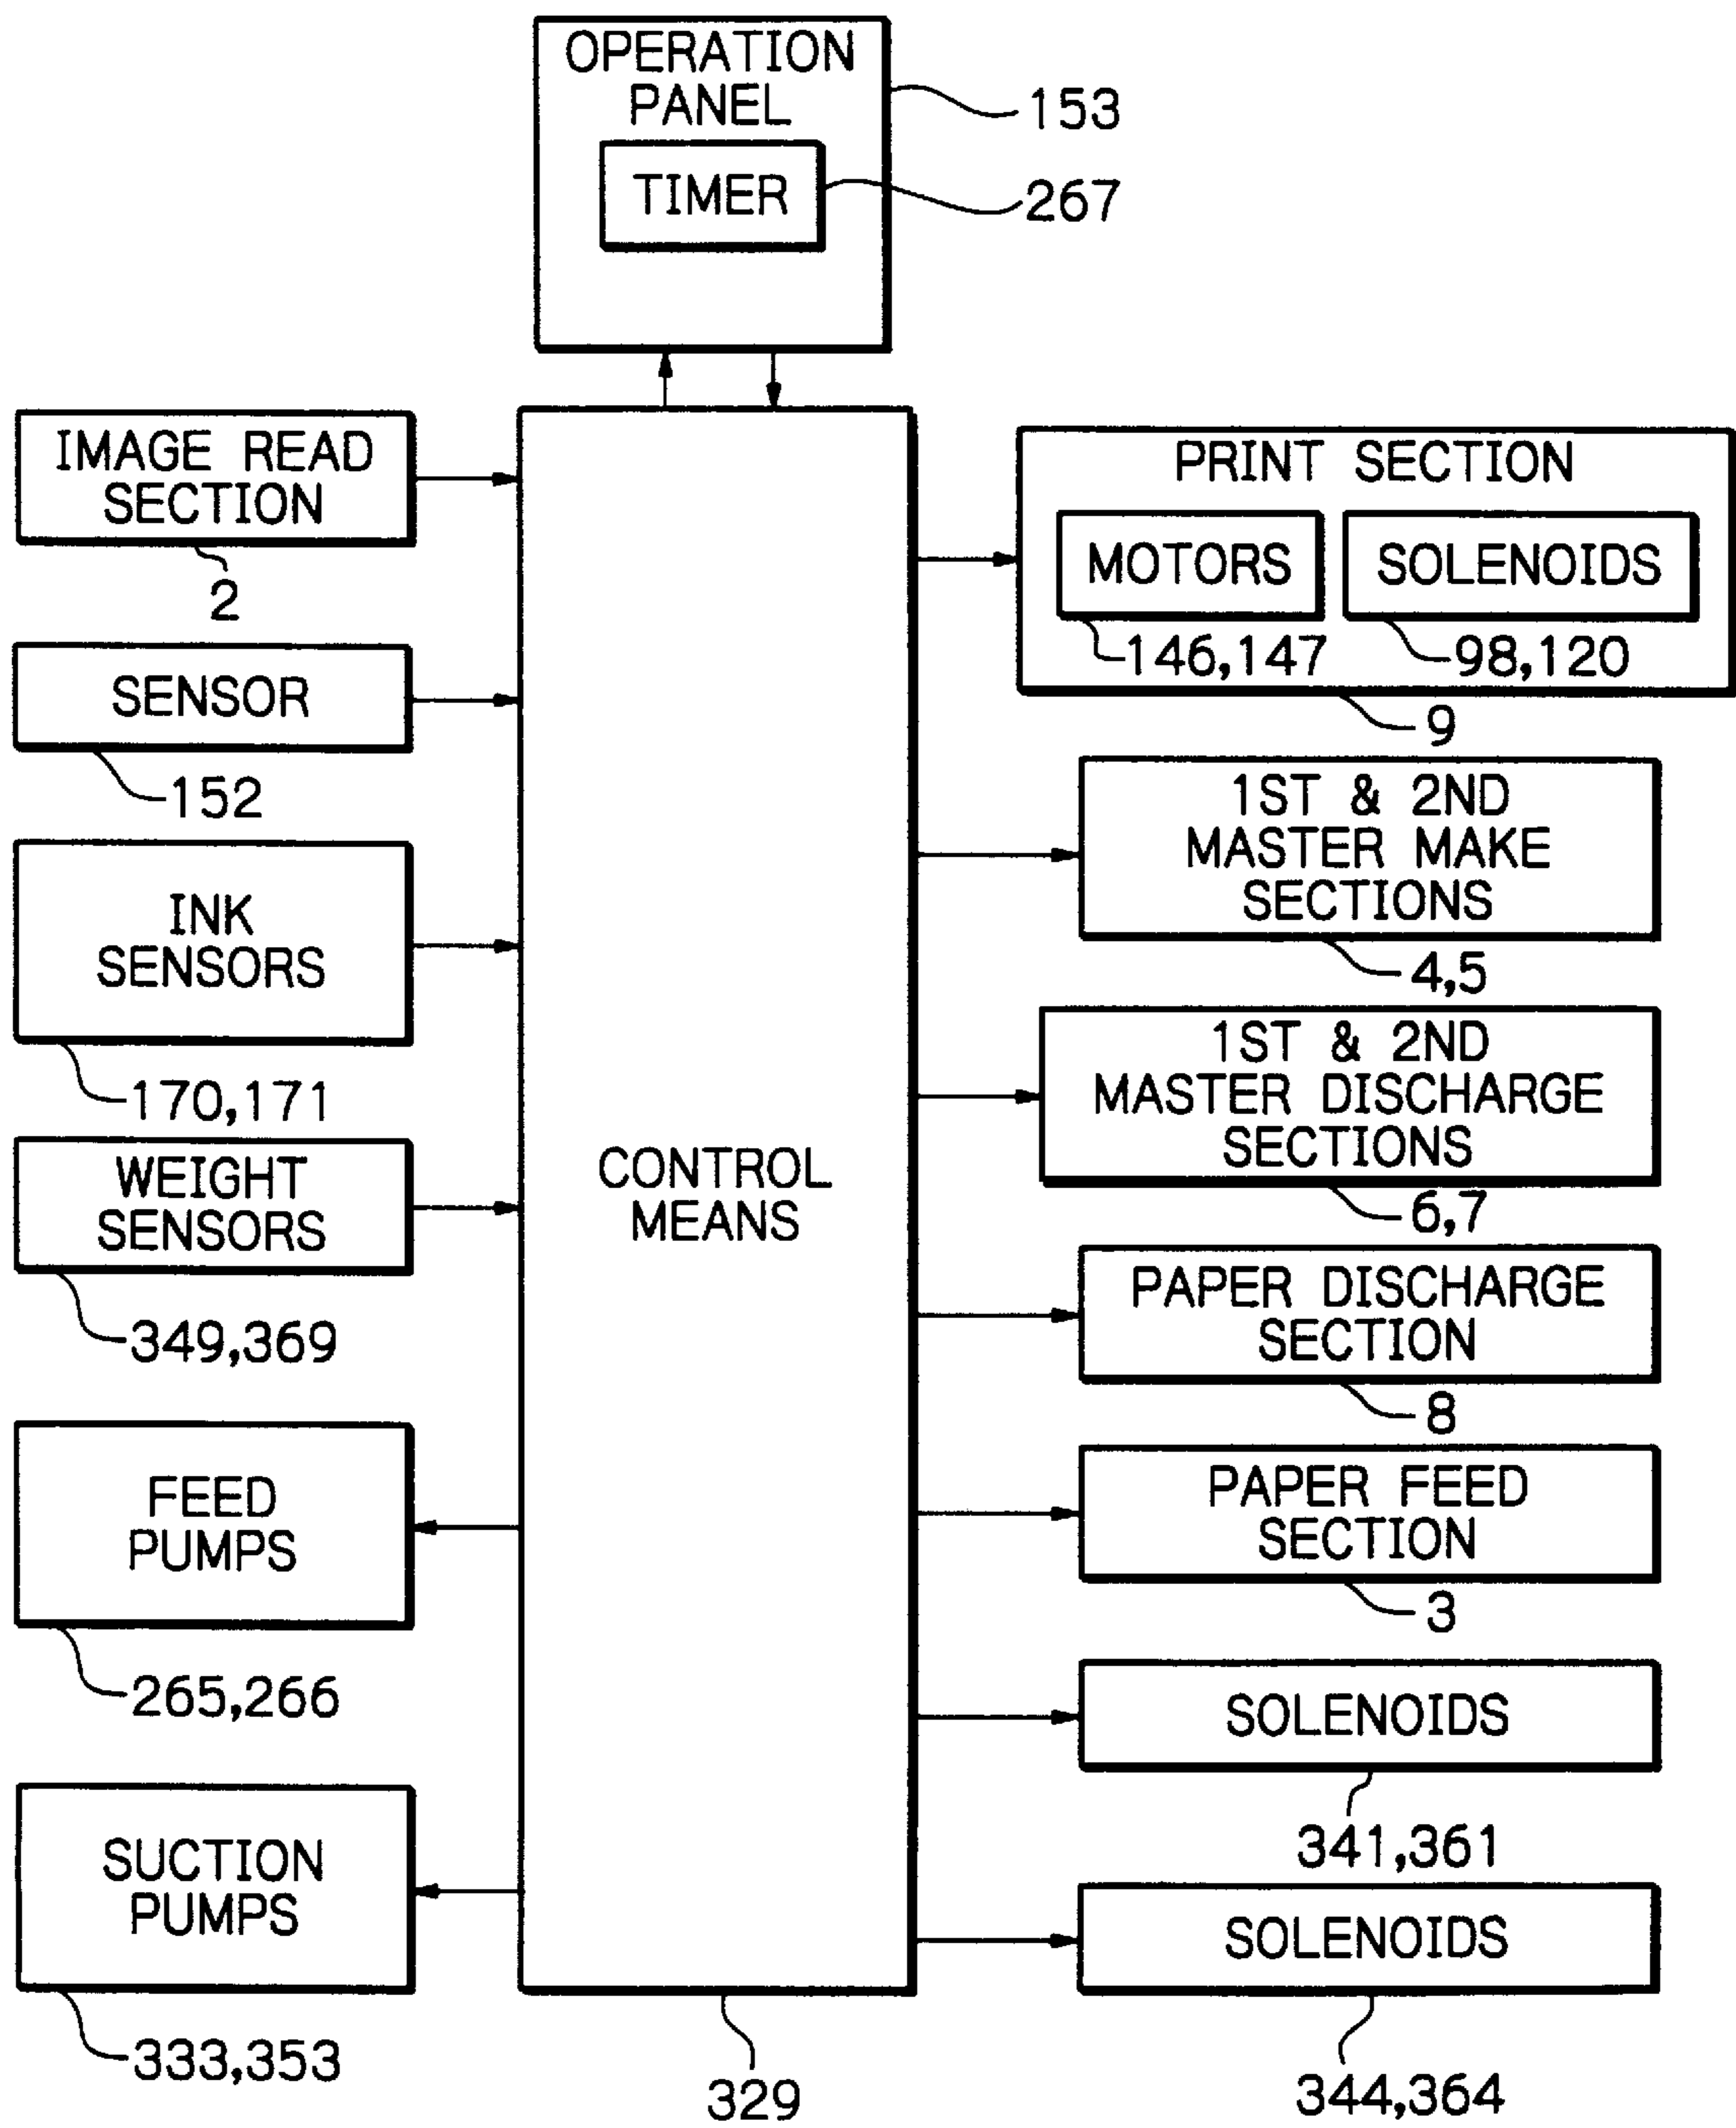 OPERATION
PANEL
153
TIMER
267
IMAGE READ
SECTION
2
SENSOR
152
INK
SENSORS
170,171
WEIGHT
SENSORS
349,369
FEED
PUMPS
265,266
SUCTION
PUMPS
333,353
CONTROL
MEANS
329
PRINT SECTION
MOTORS
SOLENOIDS
146,147
98,120
9
1ST & 2ND
MASTER MAKE
SECTIONS
4,5
1ST & 2ND
MASTER DISCHARGE
SECTIONS
6,7
PAPER DISCHARGE
SECTION
8
PAPER FEED
SECTION
3
SOLENOIDS
341,361
SOLENOIDS
344,364